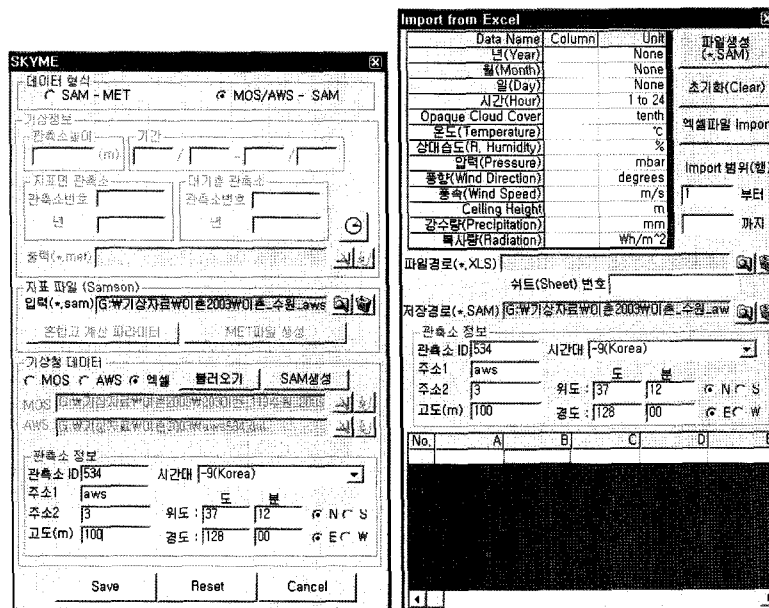 SKYME
데이터 형식
SAM - MET
MOS/AWS - SAM
기상정보
관측소높이
기간
(m)
/
/
-
/
/
지표면 관측소
대기층 관측소
관측소번호
관측소번호
년
년
출력(*.met)
지표 파일 (Samson)
입력(*.sam)
G:₩기상자료₩이촌2003₩이촌_수원_aws
혼합고 계산 파라미터
MET파일 생성
기상청 데이터
MOS
AWS
엑셀
불러오기
SAM생성
MOS
AWS
관측소 정보
관측소 ID
534
시간대
-9(Korea)
주소1
aws
도
분
주소2
3
위도 :
37
12
N
S
고도(m)
100
경도 :
128
00
E
W
Save
Reset
Cancel
Import from Excel
Data Name
Column
Unit
년(Year)
None
월(Month)
None
일(Day)
None
시간(Hour)
1 to 24
Opaque Cloud Cover
tenth
온도(Temperature)
℃
상대습도(R. Humidity)
%
압력(Pressure)
mbar
풍향(Wind Direction)
degrees
풍속(Wind Speed)
m/s
Ceiling Height
m
강수량(Precipitation)
mm
복사량(Radiation)
Wh/m^2
파일생성
(*.SAM)
초기화(Clear)
엑셀파일 Import
Import 범위(행)
1
부터
까지
파일경로(*.XLS)
쉬트(Sheet) 번호
저장경로(*.SAM)
G:₩기상자료₩이촌2003₩이촌_수원_aw
관측소 정보
관측소 ID
534
시간대
-9(Korea)
주소1
aws
도
분
주소2
3
위도 :
37
12
N
S
고도(m)
100
경도 :
128
00
E
W
No.
A
B
C
D
E